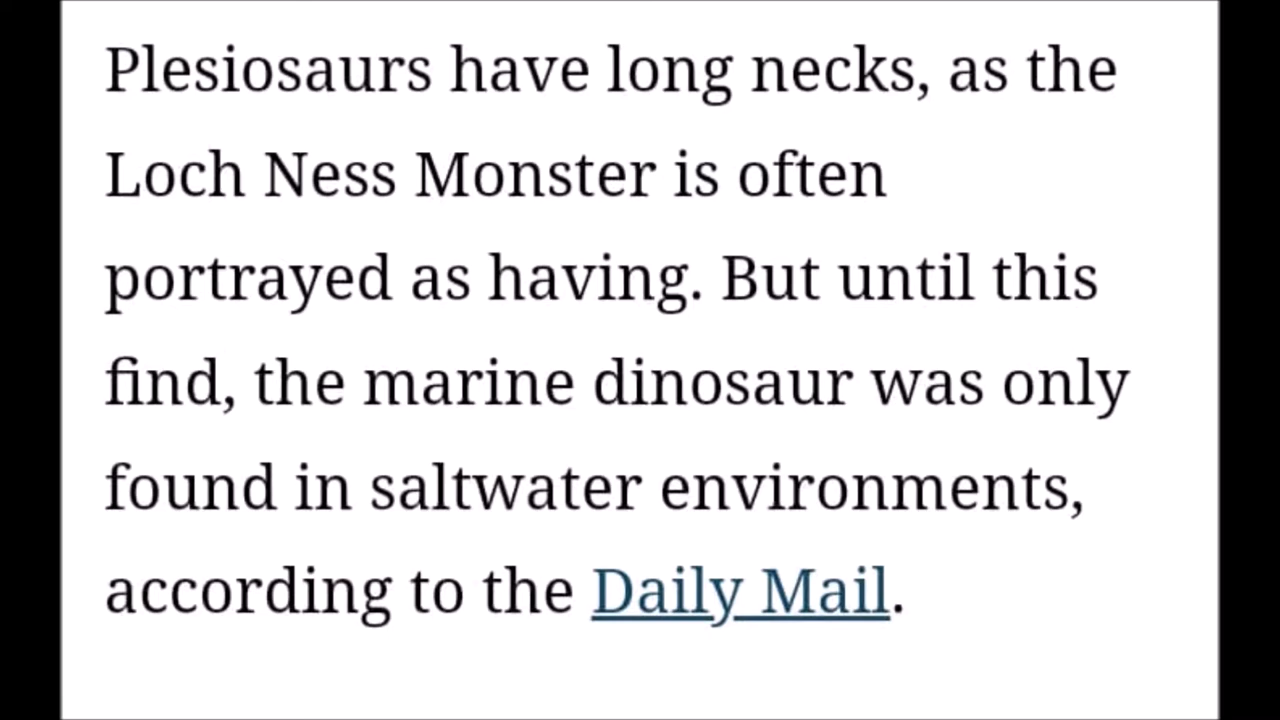 Plesiosaurs have long necks, as the
Loch Ness Monster is often
portrayed as having. But until this
find, the marine dinosaur was only
found in saltwater environments,
according to the Daily Mail.